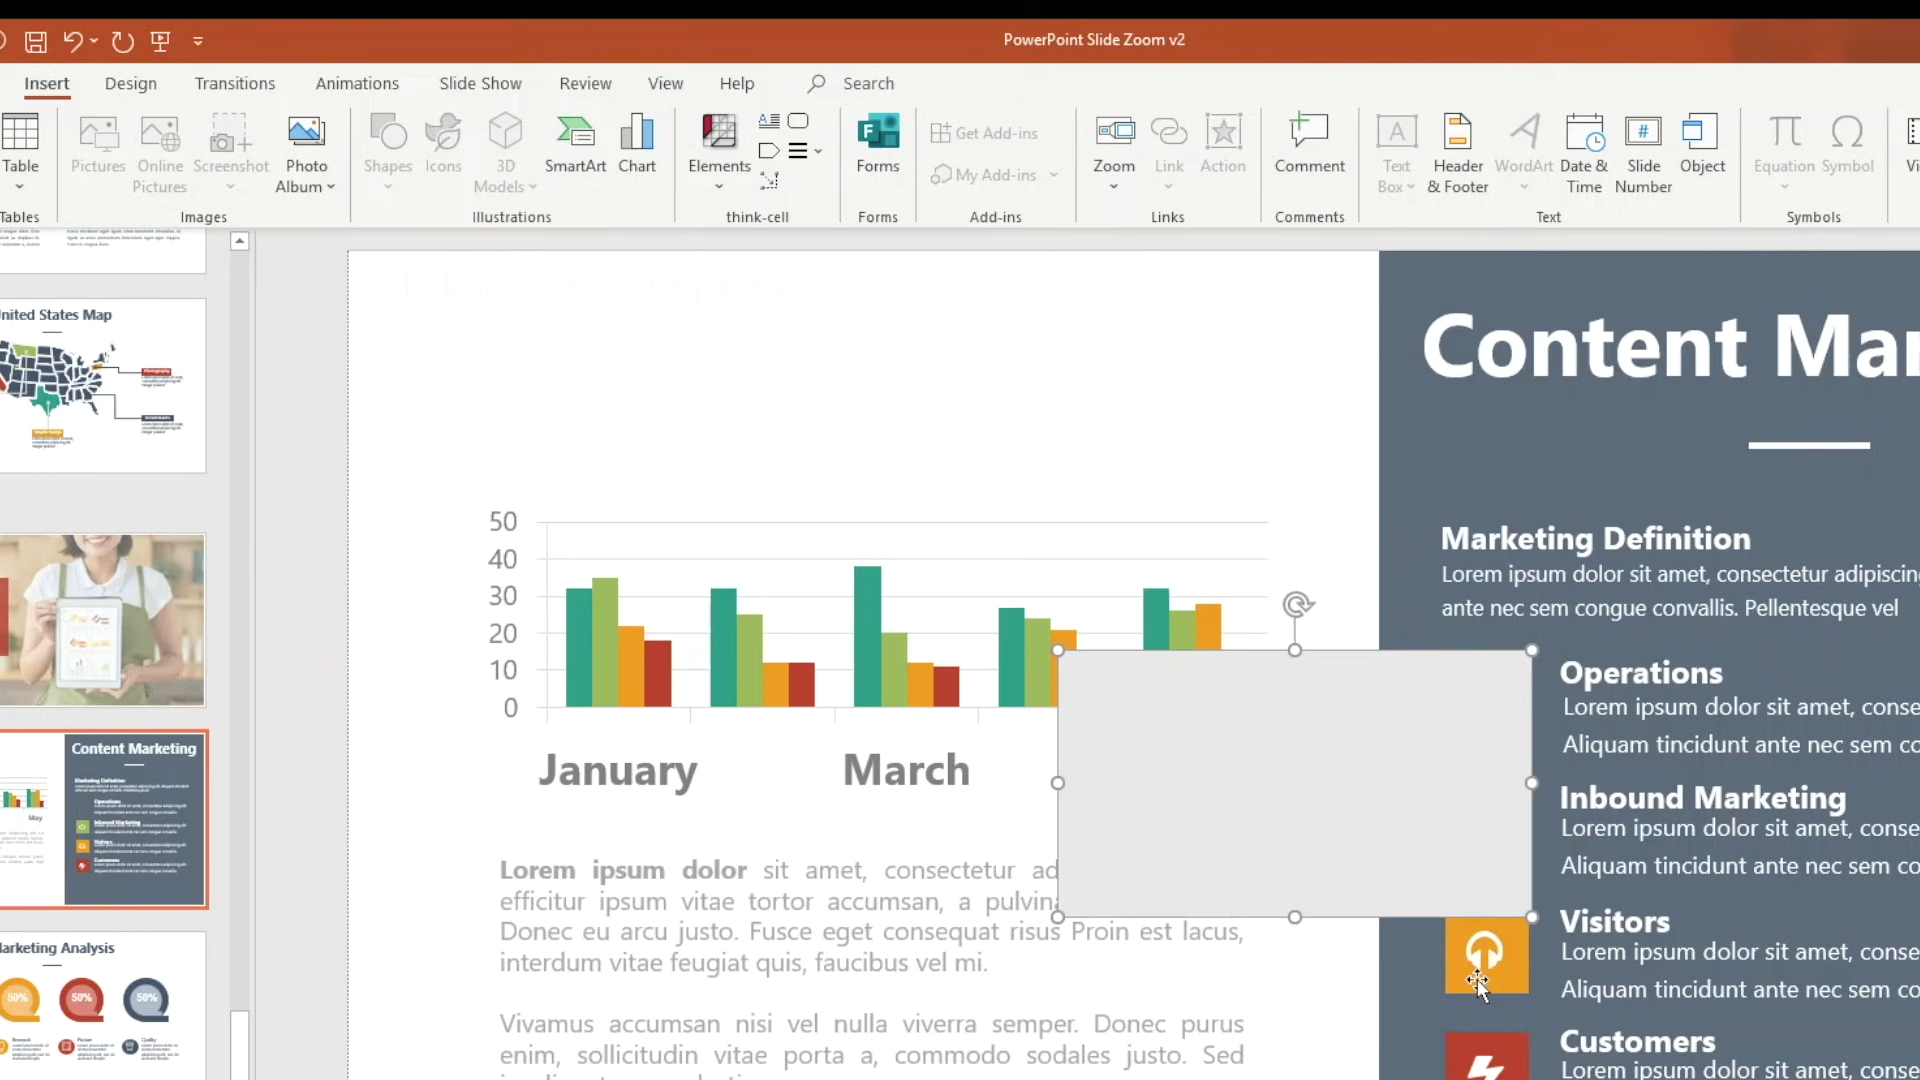 PowerPoint Slide Zoom v2
Insert Design Transitions Animations Slide Show Review View Help Search
Table Pictures Online Pictures Screenshot Photo Album Shapes Icons 3D Models SmartArt Chart Elements Forms Get Add-ins My Add-ins Zoom Link Action Comment Text Box Header & Footer WordArt Date & Time Slide Number Object Equation Symbol
Tables Images Illustrations think-cell Forms Add-ins Links Comments Text Symbols
nited States Map
Content Marketing
May
arketing Analysis
50% 50% 50%
50
40
30
20
10
0
January March
Lorem ipsum dolor sit amet, consectetur ad
efficitur ipsum vitae tortor accumsan, a pulvin
Donec eu arcu justo. Fusce eget consequat risus Proin est lacus,
interdum vitae feugiat quis, faucibus vel mi.
Vivamus accumsan nisi vel nulla viverra semper. Donec purus
enim, sollicitudin vitae porta a, commodo sodales justo. Sed
Content Mar
Marketing Definition
Lorem ipsum dolor sit amet, consectetur adipiscing
ante nec sem congue convallis. Pellentesque vel
Operations
Lorem ipsum dolor sit amet, conse
Aliquam tincidunt ante nec sem co
Inbound Marketing
Lorem ipsum dolor sit amet, conse
Aliquam tincidunt ante nec sem co
Visitors
Lorem ipsum dolor sit amet, conse
Aliquam tincidunt ante nec sem co
Customers
Lorem ipsum dolor sit amet, conse